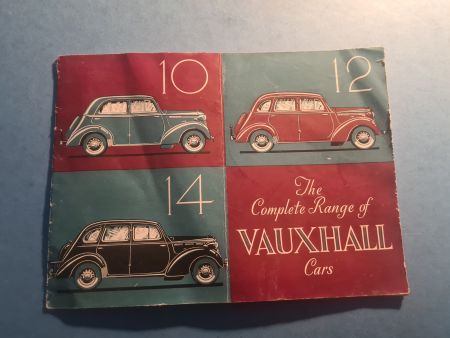 10
12
14
The
Complete Range of
VAUXHALL
Cars